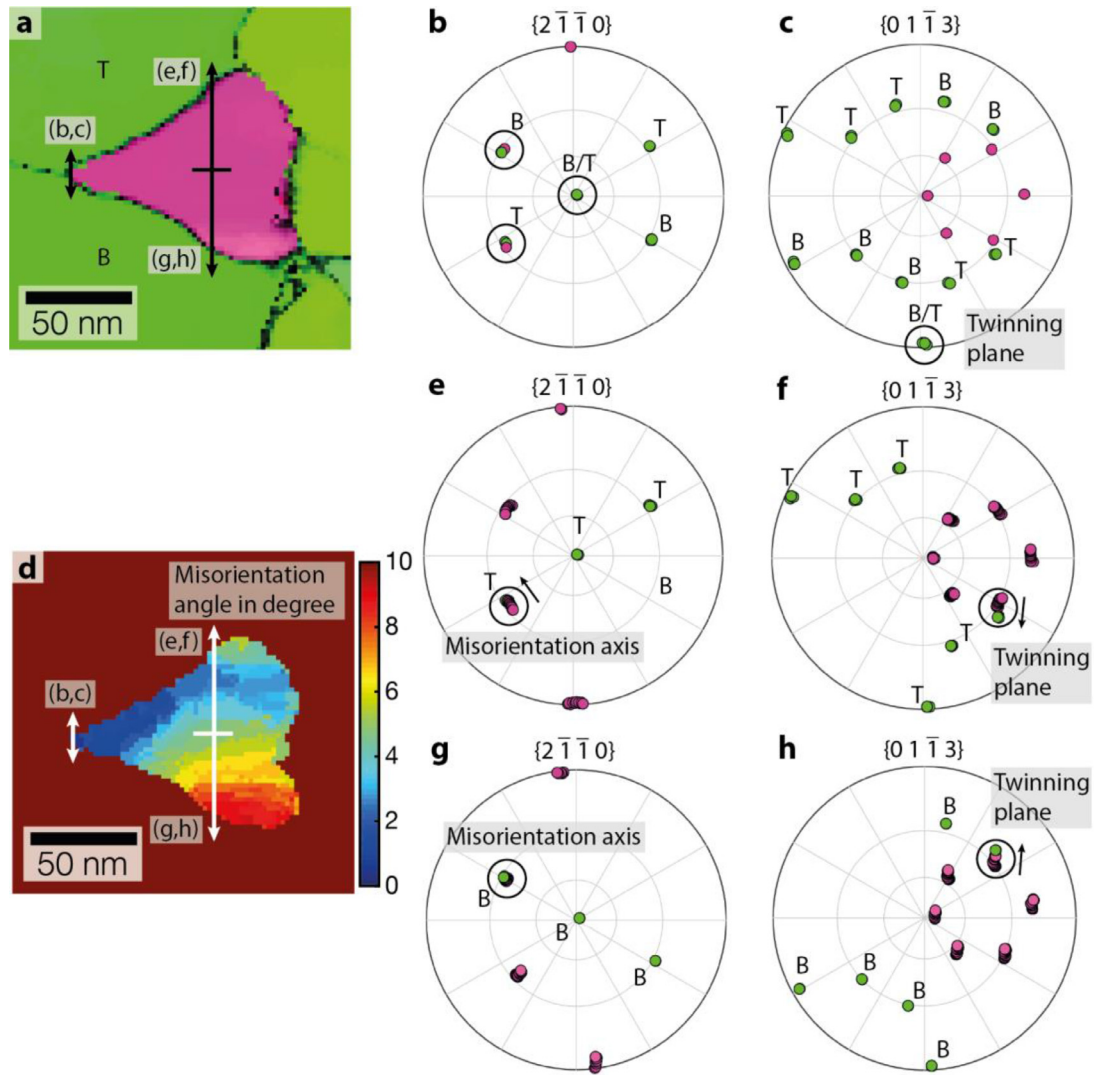 a
T
(e,f)
(b,c)
B
(g,h)
50 nm
b
{2 1̅ 1̅ 0}
B
T
B/T
T
B
c
{0 1 1̅ 3}
T
T
T
B
B
B
B
B
T
T
B/T
Twinning
plane
d
Misorientation
angle in degree
(e,f)
(b,c)
(g,h)
50 nm
10
8
6
4
2
0
e
{2 1̅ 1̅ 0}
T
T
T
B
Misorientation axis
f
{0 1 1̅ 3}
T
T
T
T
T
Twinning
plane
g
{2 1̅ 1̅ 0}
Misorientation axis
B
B
B
h
{0 1 1̅ 3}
Twinning
plane
B
B
B
B
B